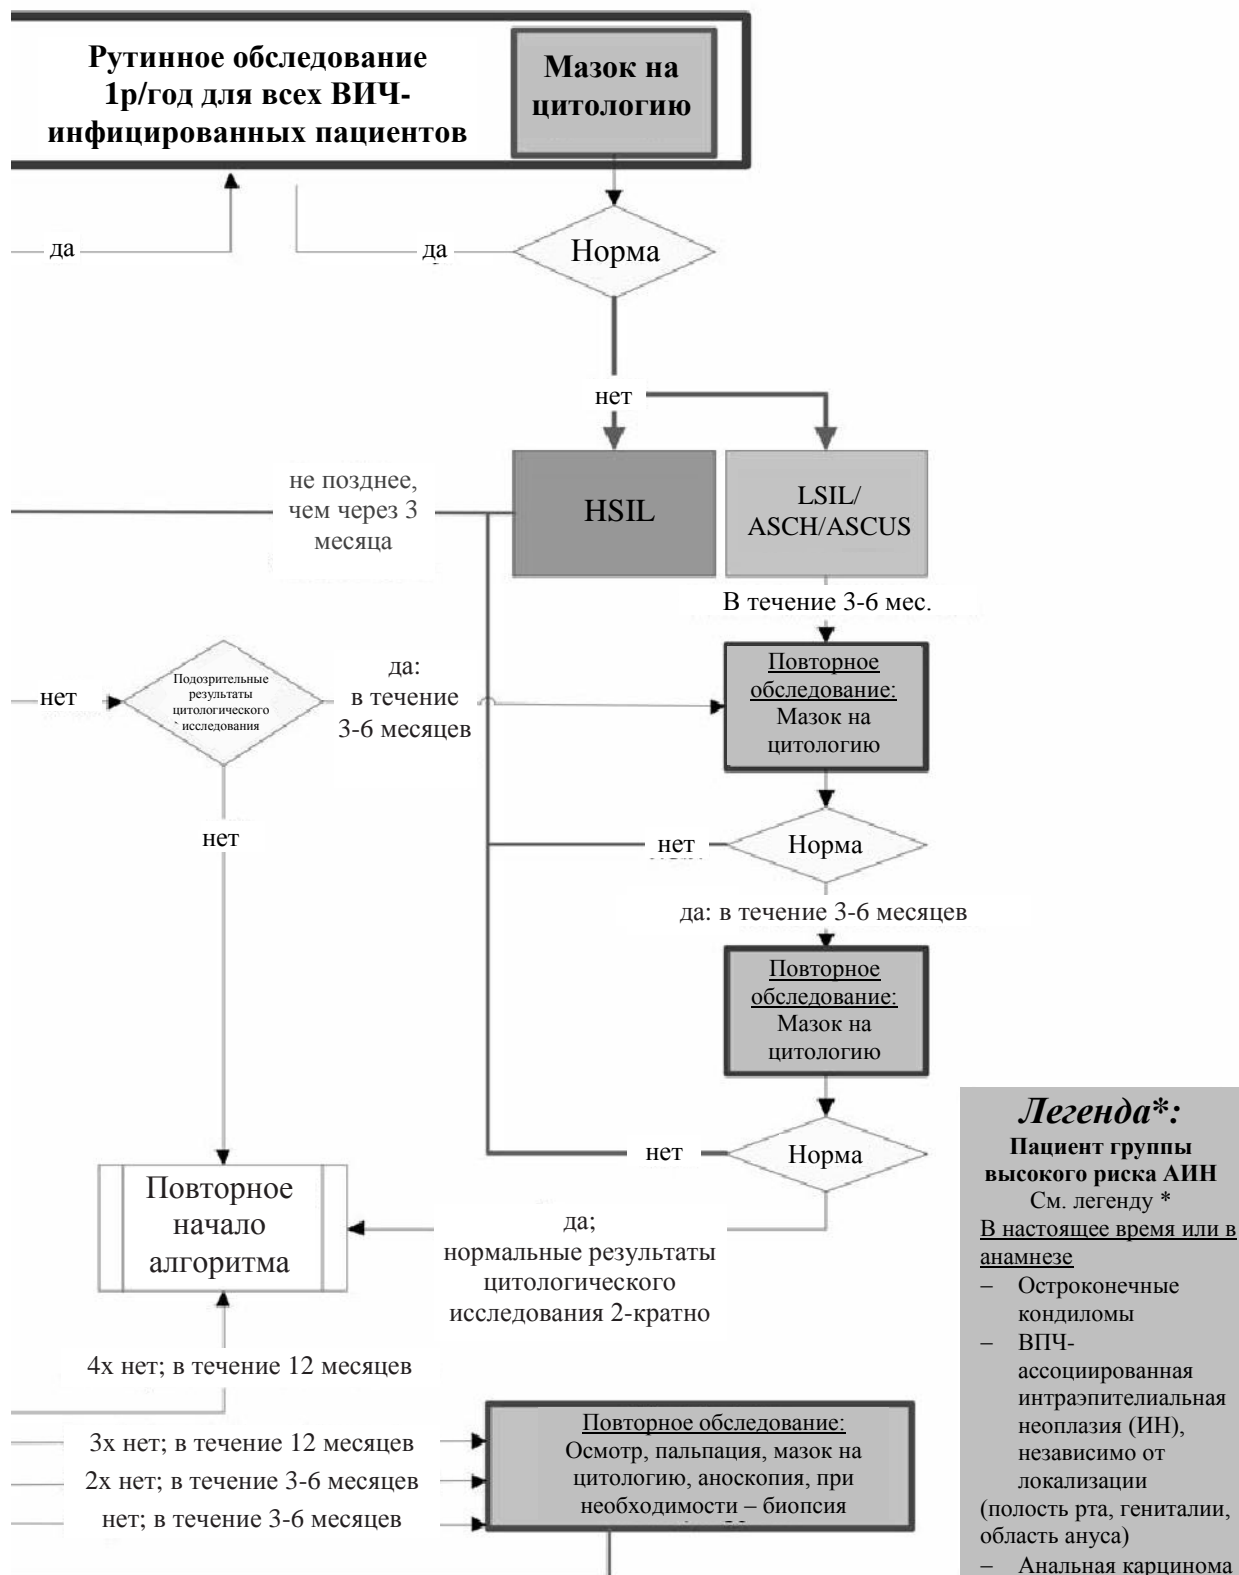 Рутинное обследование
1р/год для всех ВИЧ-
инфицированных пациентов
Мазок на
цитологию
да
да
Норма
нет
не позднее,
чем через 3
месяца
HSIL
LSIL/
ASCH/ASCUS
В течение 3-6 мес.
нет
Подозрительные
результаты
цитологического
исследования
да:
в течение
3-6 месяцев
Повторное
обследование:
Мазок на
цитологию
нет
нет
Норма
да: в течение 3-6 месяцев
Повторное
обследование:
Мазок на
цитологию
нет
Норма
Повторное
начало
алгоритма
да;
нормальные результаты
цитологического
исследования 2-кратно
4х нет; в течение 12 месяцев
3х нет; в течение 12 месяцев
2х нет; в течение 3-6 месяцев
нет; в течение 3-6 месяцев
Повторное обследование:
Осмотр, пальпация, мазок на
цитологию, аноскопия, при
необходимости – биопсия
Легенда*:
Пациент группы
высокого риска АИН
См. легенду *
В настоящее время или в
анамнезе
– Остроконечные
кондиломы
– ВПЧ-
ассоциированная
интраэпителиальная
неоплазия (ИН),
независимо от
локализации
(полость рта, гениталии,
область ануса)
– Анальная карцинома